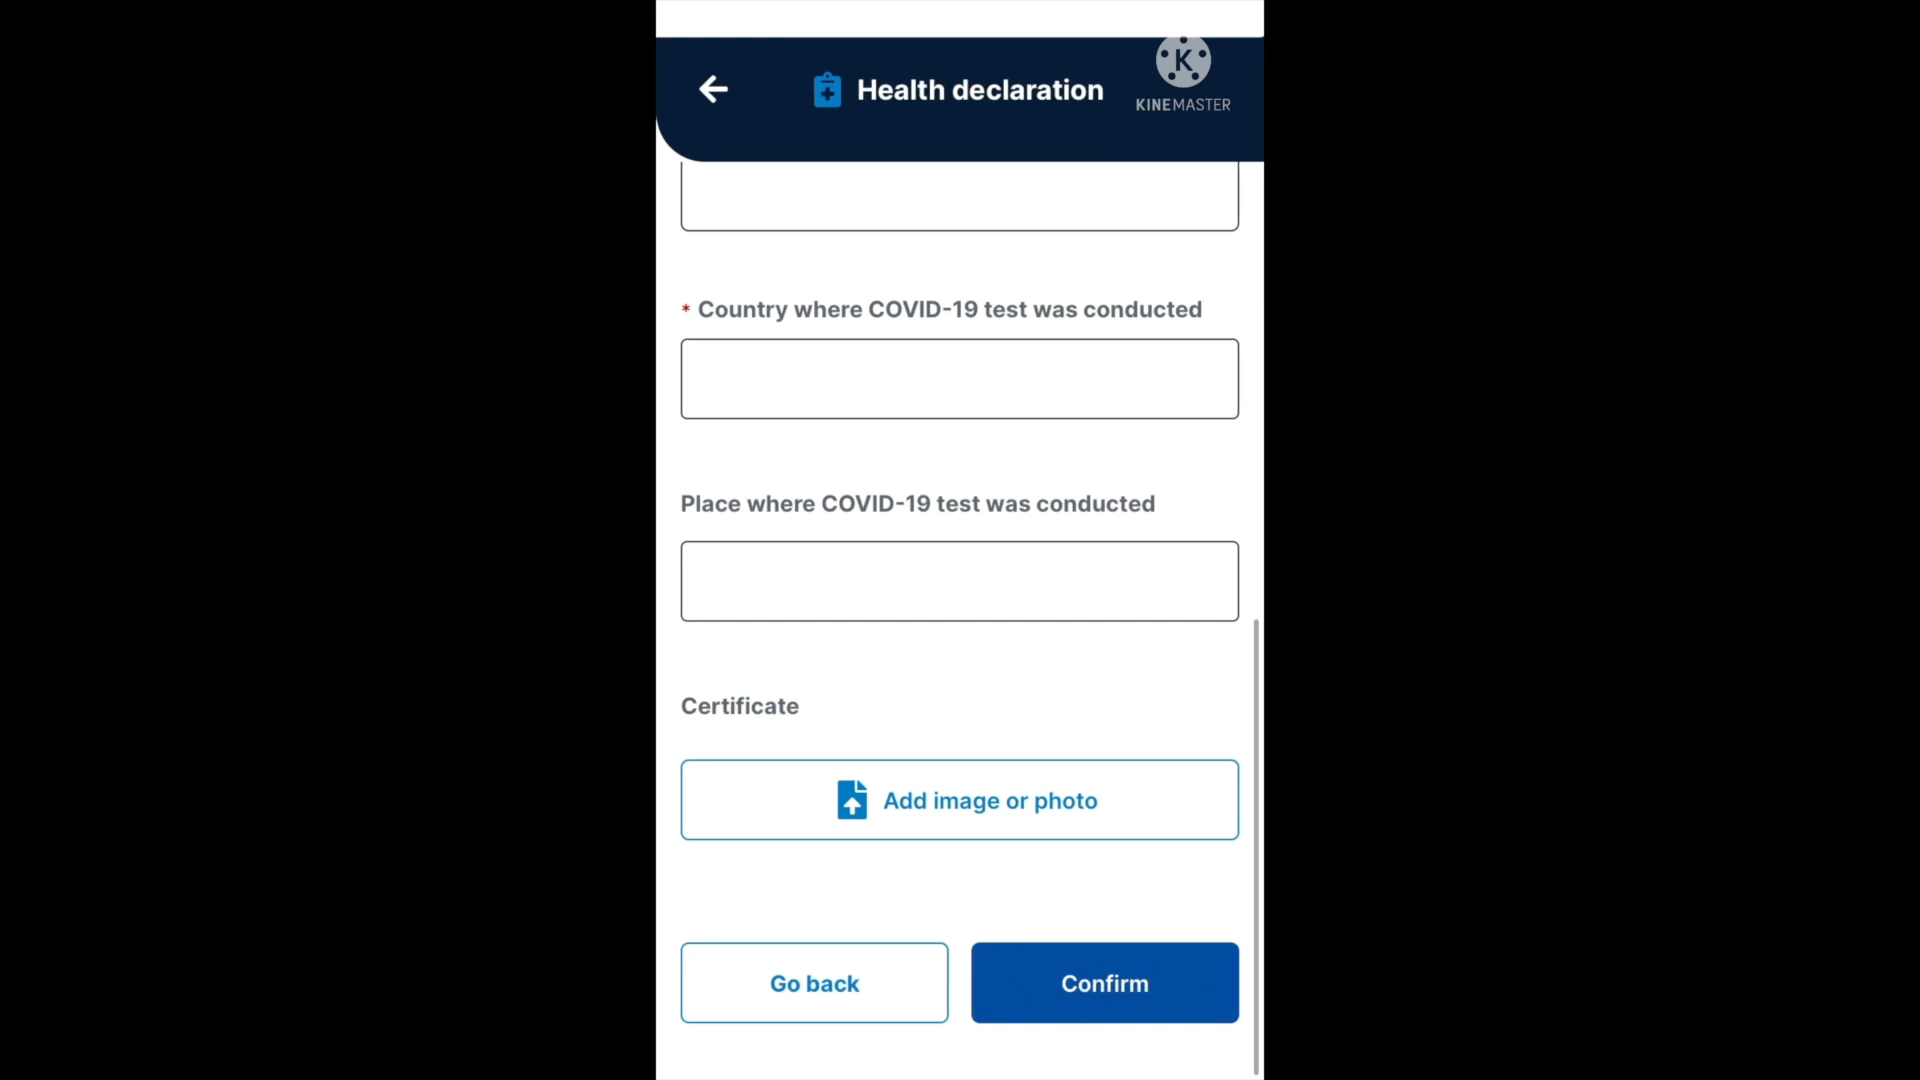 Health declaration
K
KINEMASTER
* Country where COVID-19 test was conducted
Place where COVID-19 test was conducted
Certificate
Add image or photo
Go back
Confirm